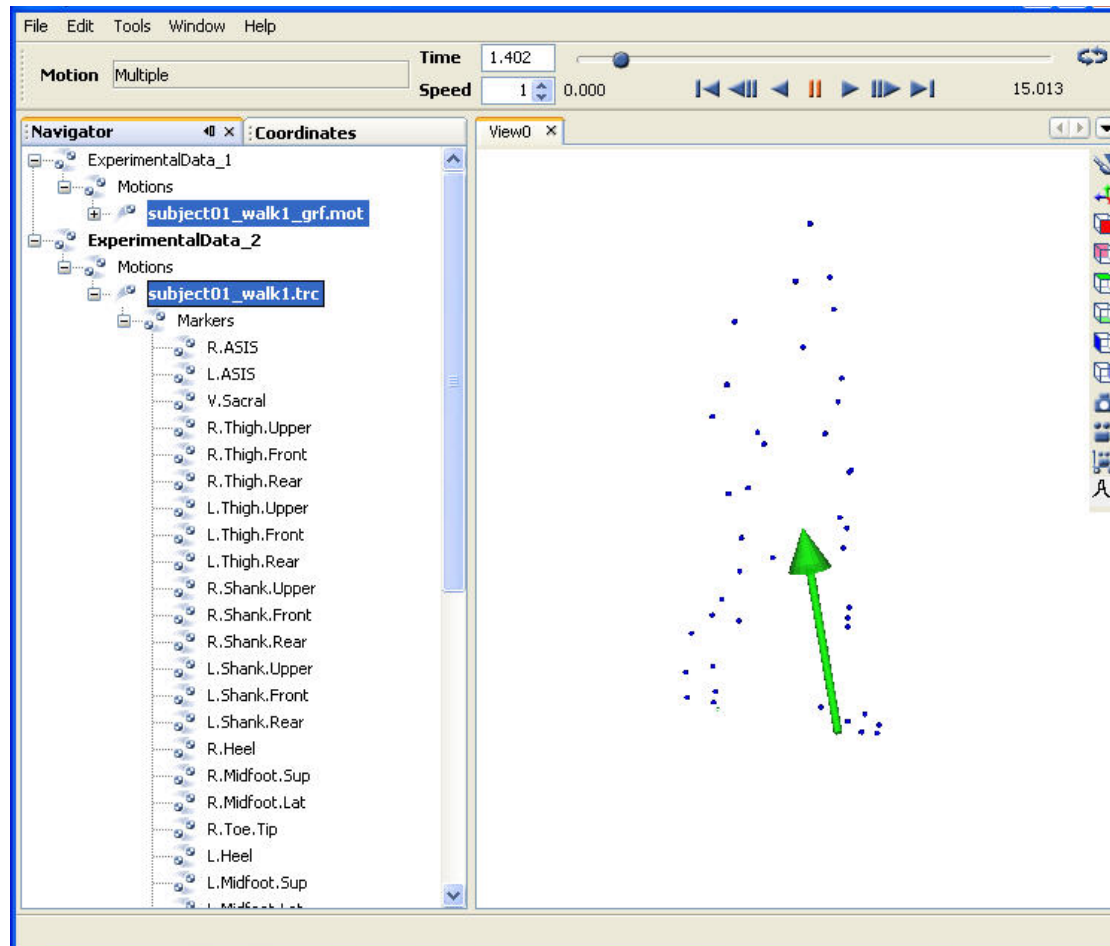 File Edit Tools Window Help
Motion Multiple
Time 1.402
Speed 1 0.000 15.013
Navigator Coordinates
View0
ExperimentalData_1
Motions
subject01_walk1_grf.mot
ExperimentalData_2
Motions
subject01_walk1.trc
Markers
R.ASIS
L.ASIS
V.Sacral
R.Thigh.Upper
R.Thigh.Front
R.Thigh.Rear
L.Thigh.Upper
L.Thigh.Front
L.Thigh.Rear
R.Shank.Upper
R.Shank.Front
R.Shank.Rear
L.Shank.Upper
L.Shank.Front
L.Shank.Rear
R.Heel
R.Midfoot.Sup
R.Midfoot.Lat
R.Toe.Tip
L.Heel
L.Midfoot.Sup